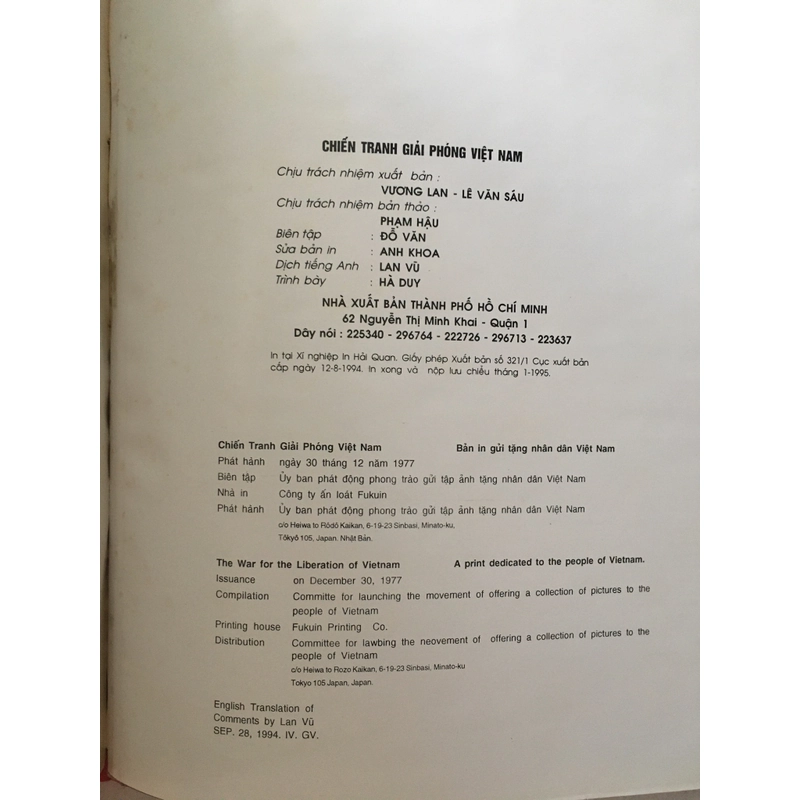 CHIẾN TRANH GIẢI PHÓNG VIỆT NAM
Chịu trách nhiệm xuất bản :
VƯƠNG LAN - LÊ VĂN SÁU
Chịu trách nhiệm bản thảo :
PHẠM HẬU
Biên tập : ĐỖ VĂN
Sửa bản in : ANH KHOA
Dịch tiếng Anh : LAN VŨ
Trình bày : HÀ DUY
NHÀ XUẤT BẢN THÀNH PHỐ HỒ CHÍ MINH
62 Nguyễn Thị Minh Khai - Quận 1
Dây nói : 225340 - 296764 - 222726 - 296713 - 223637
In tại Xí nghiệp In Hải Quan. Giấy phép Xuất bản số 321/1 Cục xuất bản
cấp ngày 12-8-1994. In xong và nộp lưu chiểu tháng 1-1995.
Chiến Tranh Giải Phóng Việt Nam Bản in gửi tặng nhân dân Việt Nam
Phát hành ngày 30 tháng 12 năm 1977
Biên tập Ủy ban phát động phong trào gửi tập ảnh tặng nhân dân Việt Nam
Nhà in Công ty ấn loát Fukuin
Phát hành Ủy ban phát động phong trào gửi tập ảnh tặng nhân dân Việt Nam
c/o Heiwa to Rôdô Kaikan, 6-19-23 Sinbasi, Minato-ku,
Tôkyô 105, Japan. Nhật Bản.
The War for the Liberation of Vietnam A print dedicated to the people of Vietnam.
Issuance on December 30, 1977
Compilation Committe for launching the movement of offering a collection of pictures to the
people of Vietnam
Printing house Fukuin Printing Co.
Distribution Committee for lawbing the neovement of offering a collection of pictures to the
people of Vietnam
c/o Heiwa to Rozo Kaikan, 6-19-23 Sinbasi, Minato-ku
Tokyo 105 Japan, Japan.
English Translation of
Comments by Lan Vũ
SEP. 28, 1994. IV. GV.